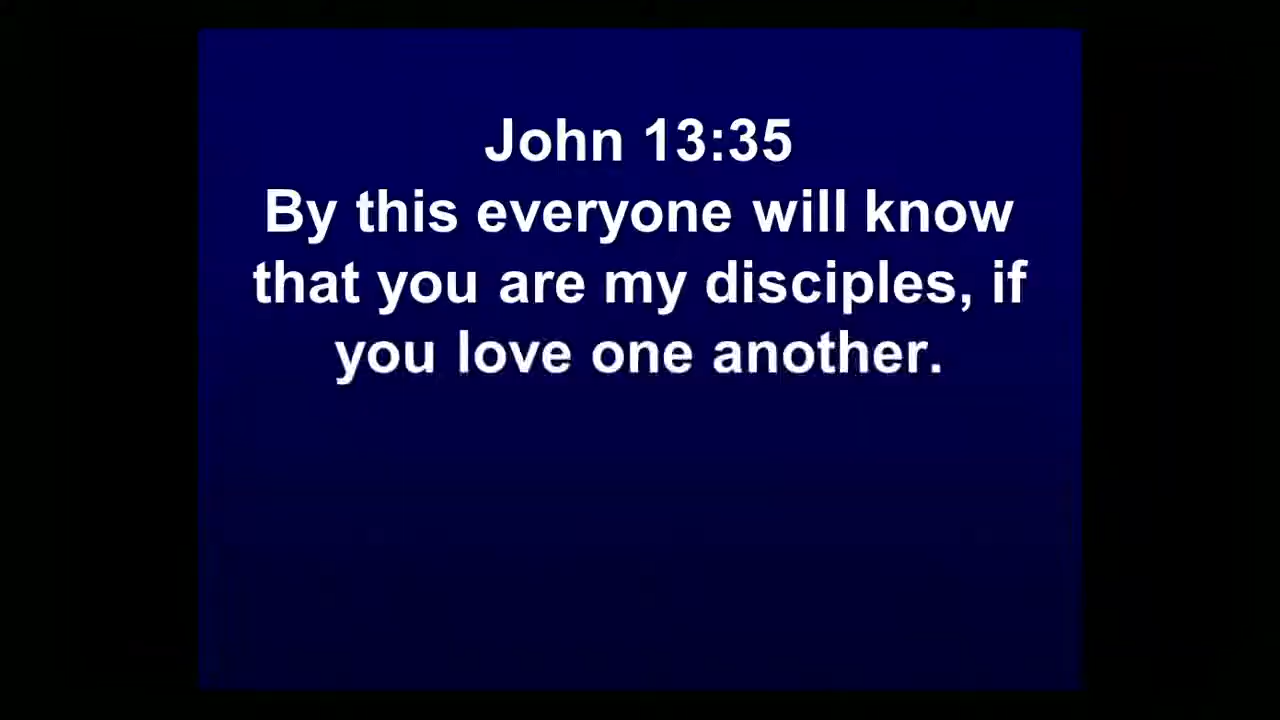 John 13:35
By this everyone will know
that you are my disciples, if
you love one another.